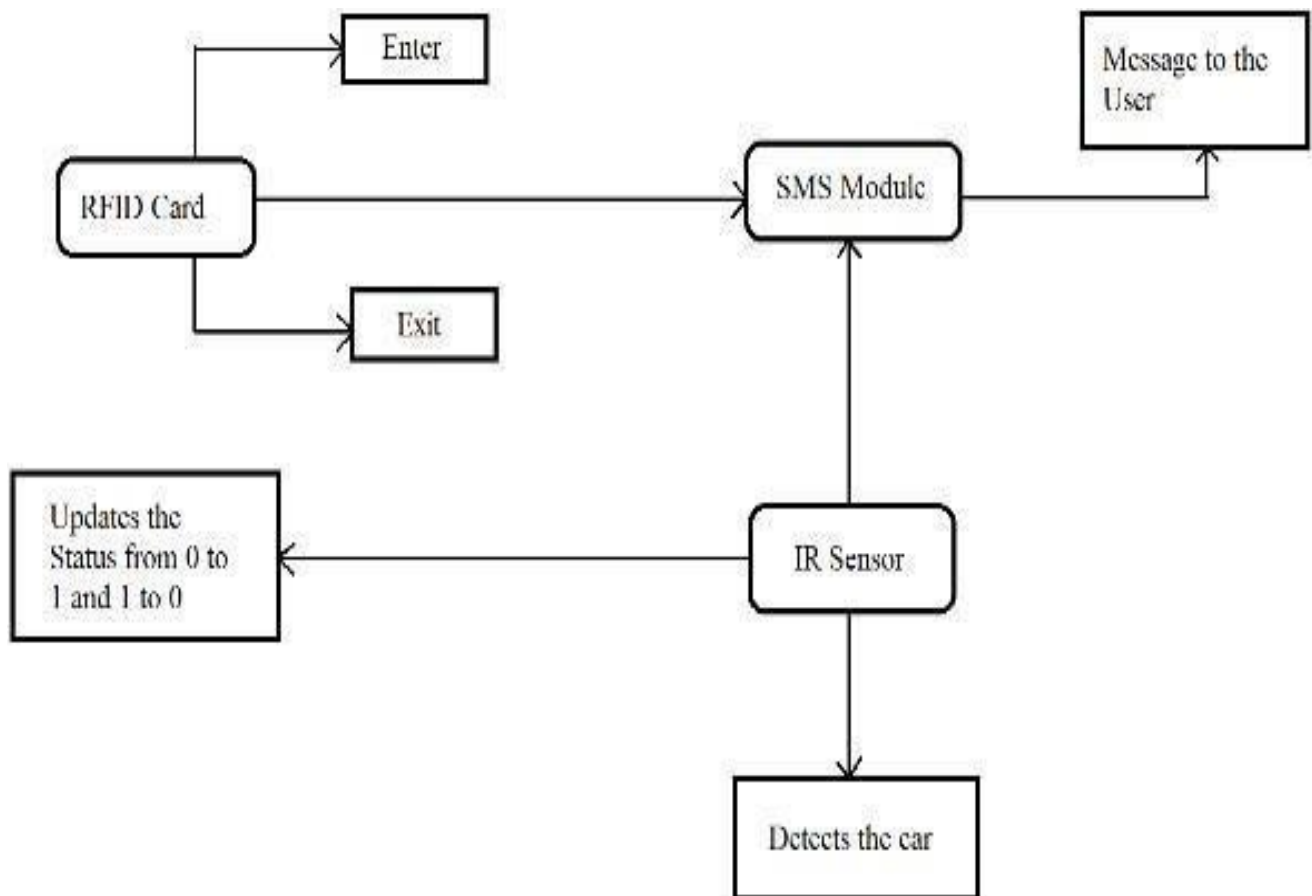 Enter
Message to the
User
RFID Card
SMS Module
Exit
Updates the
Status from 0 to
1 and 1 to 0
IR Sensor
Detects the car